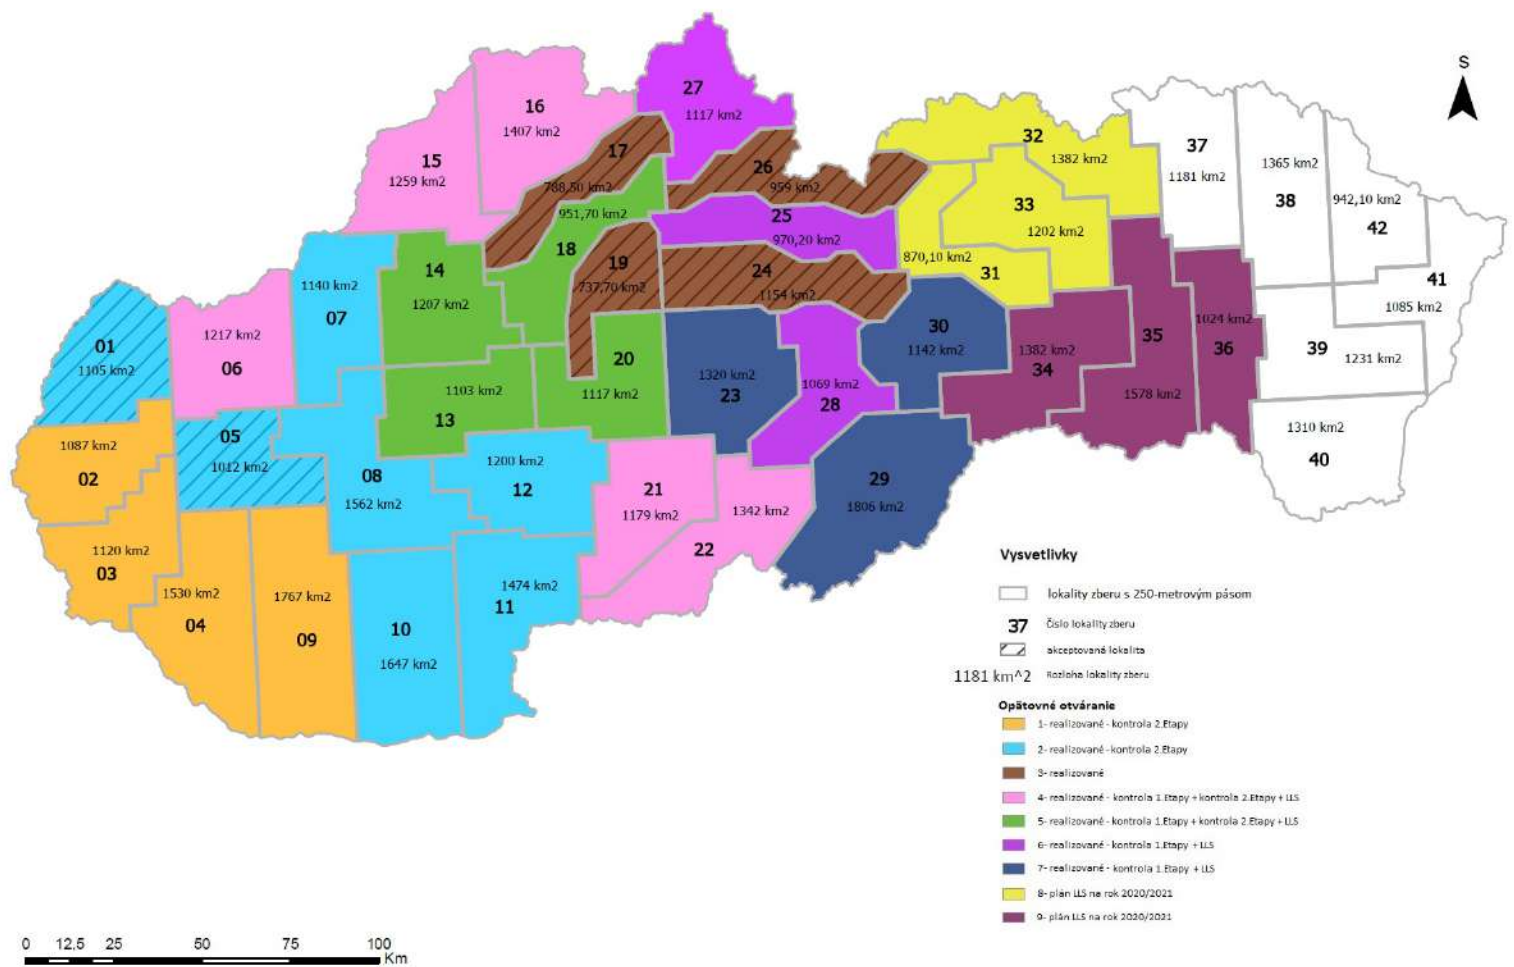 S
27
1117 km2
16
1407 km2
15
1259 km2
17
788,50 km2
26
959 km2
32
1382 km2
37
1181 km2
1365 km2
38
942,10 km2
42
951,70 km2
18
25
970,20 km2
33
1202 km2
870,10 km2
31
14
1207 km2
19
737,70 km2
24
1154 km2
41
1085 km2
1140 km2
07
01
1105 km2
1217 km2
06
20
1117 km2
1320 km2
23
30
1142 km2
1382 km2
34
35
1578 km2
1024 km2
36
39
1231 km2
1069 km2
28
1103 km2
13
1310 km2
40
1087 km2
02
05
1012 km2
08
1562 km2
1200 km2
12
21
1179 km2
1342 km2
22
29
1806 km2
1120 km2
03
1530 km2
04
1767 km2
09
10
1647 km2
1474 km2
11
Vysvetlivky
lokality zberu s 250-metrovým pásom
37 Číslo lokality zberu
akceptovaná lokalita
1181 km^2 Rozloha lokality zberu
Opätovné otváranie
1- realizované - kontrola 2.Etapy
2- realizované - kontrola 2.Etapy
3- realizované
4- realizované - kontrola 1.Etapy + kontrola 2.Etapy + LLS
5- realizované - kontrola 1.Etapy + kontrola 2.Etapy + LLS
6- realizované - kontrola 1.Etapy + LLS
7- realizované - kontrola 1.Etapy + LLS
8- plán LLS na rok 2020/2021
9- plán LLS na rok 2020/2021
0 12,5 25 50 75 100
Km